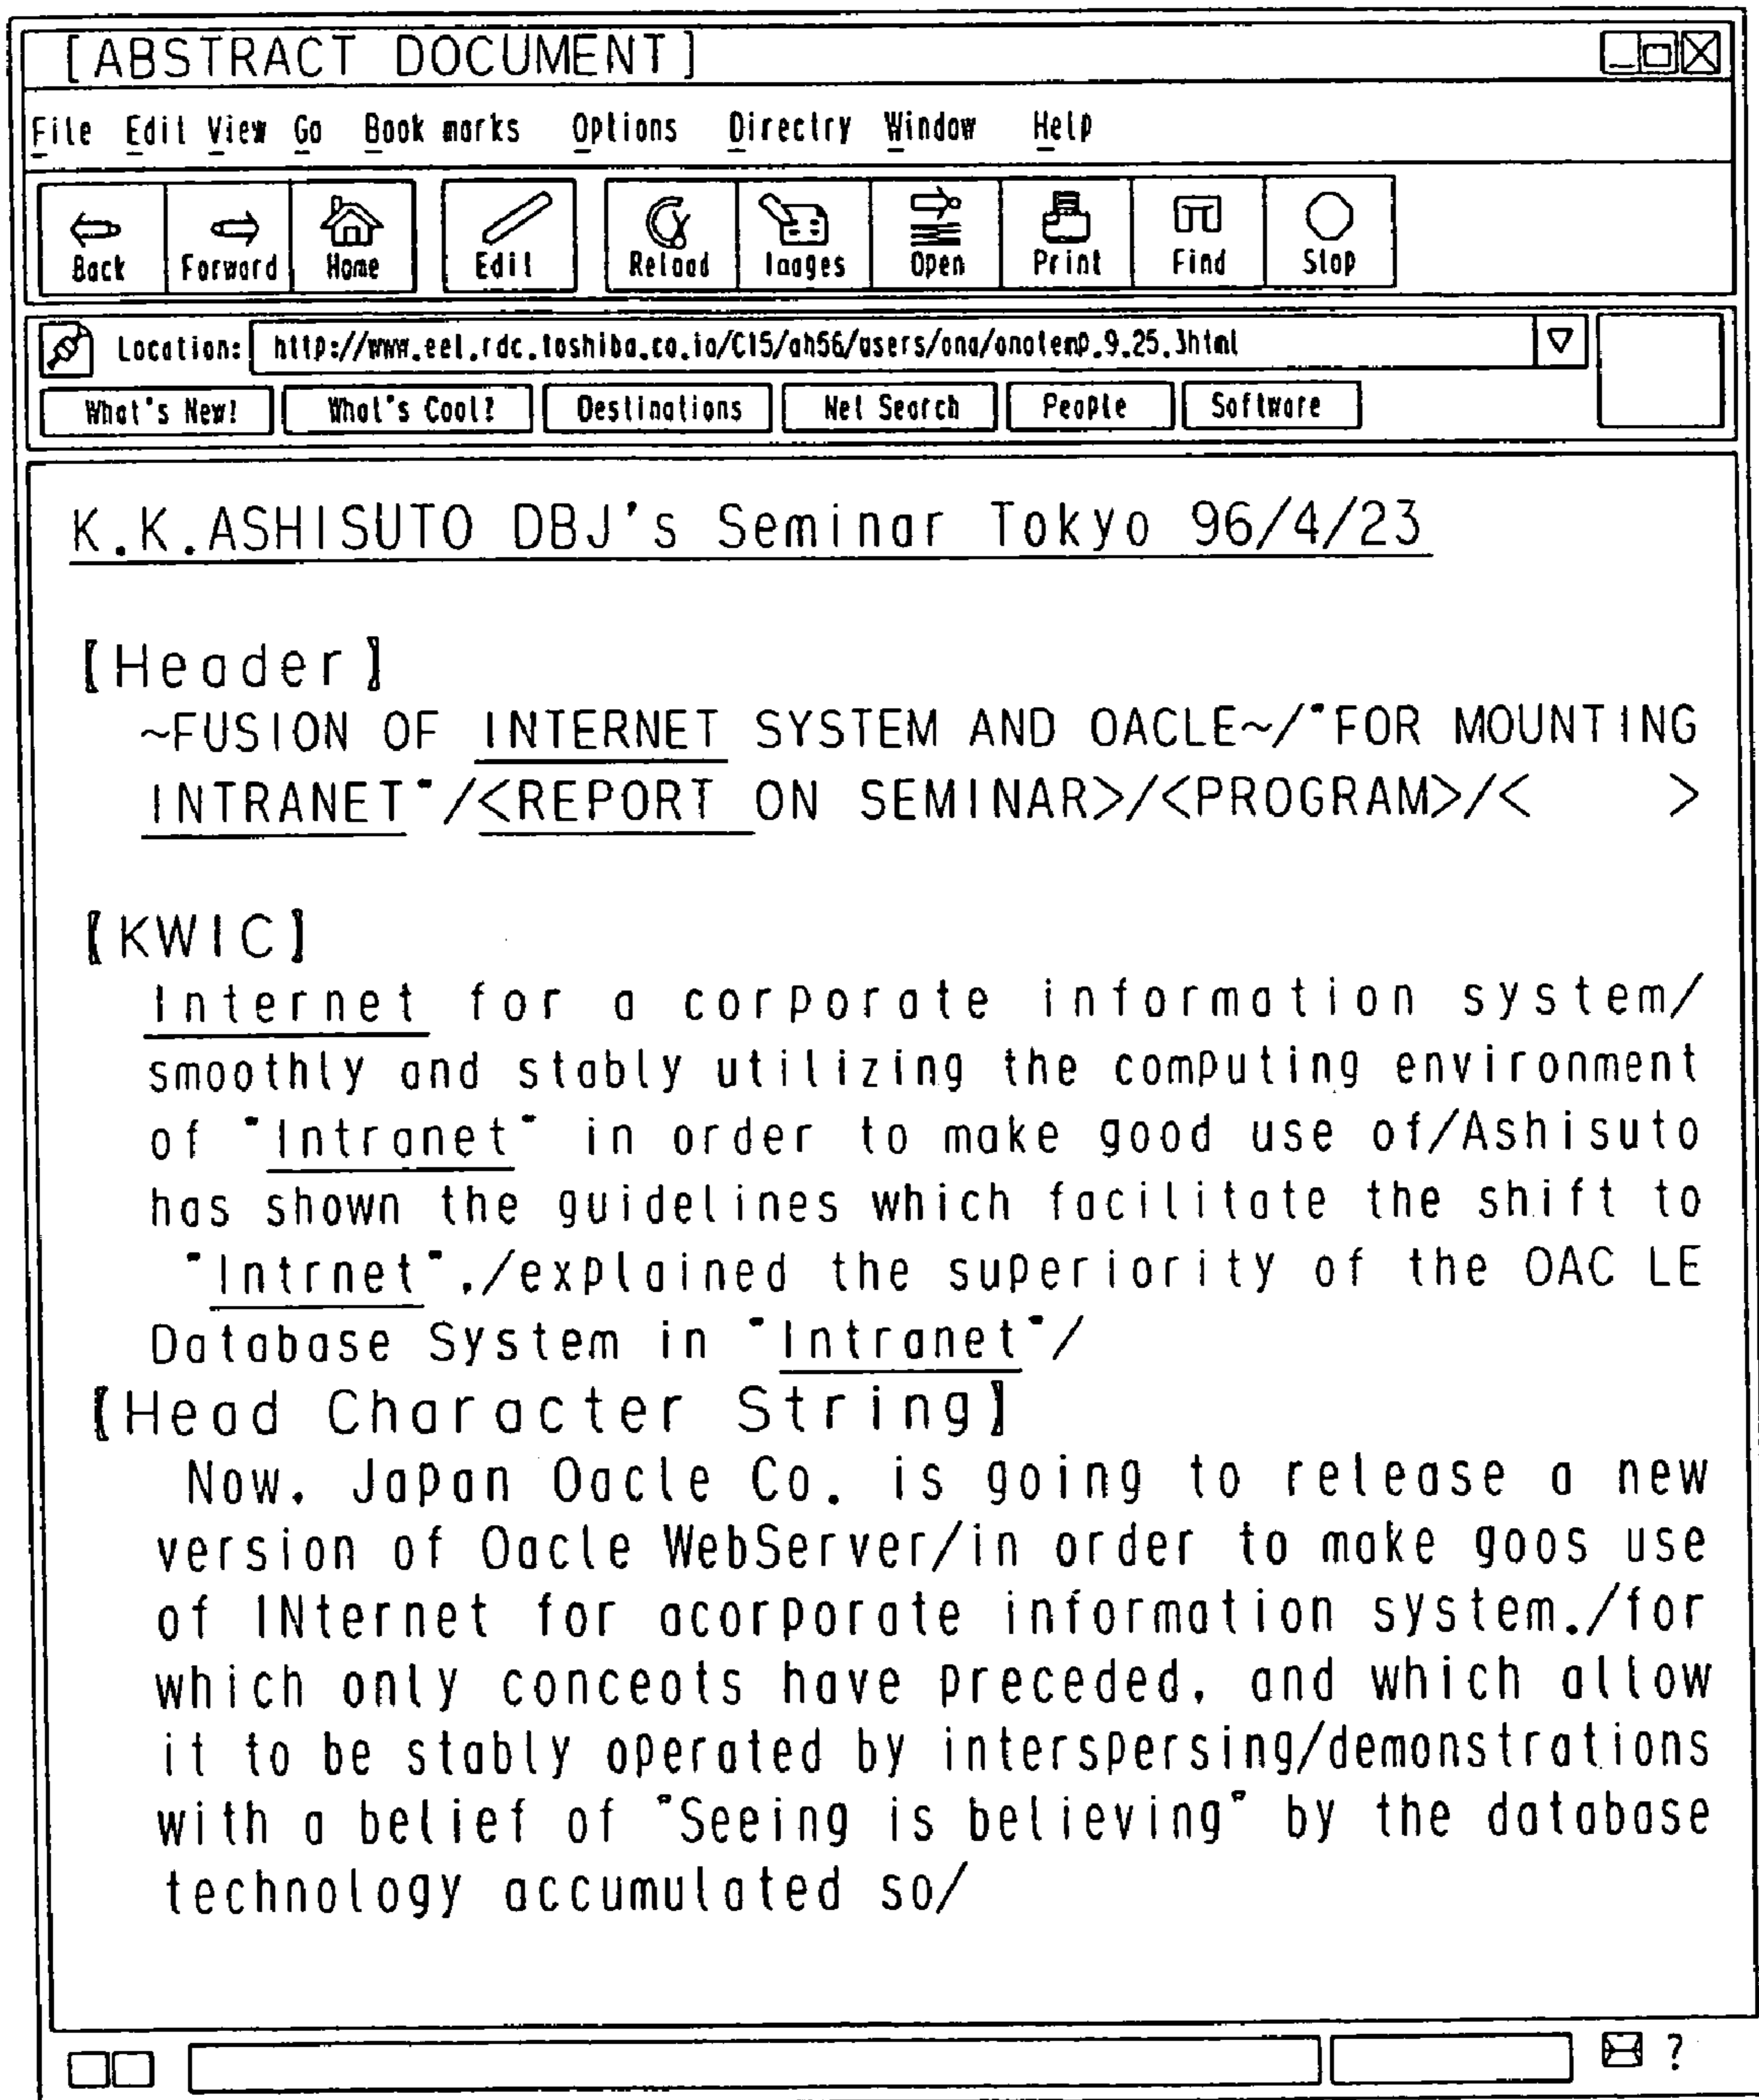 [ABSTRACT DOCUMENT]
File Edit View Go Book marks Options Directry Window Help
Back Forward Home Edit Reload Iaages Open Print Find Stop
Location: http://www.eel.rdc.toshiba.co.io/C15/ah56/users/ona/onotemp.9.25.3html
What's New! What's Cool? Destinations Net Search People Software
K.K.ASHISUTO DBJ's Seminar Tokyo 96/4/23
【Header】
~FUSION OF INTERNET SYSTEM AND OACLE~/"FOR MOUNTING
INTRANET"/<REPORT ON SEMINAR>/<PROGRAM>/< >
【KWIC】
Internet for a corporate information system/
smoothly and stably utilizing the computing environment
of "Intranet" in order to make good use of/Ashisuto
has shown the guidelines which facilitate the shift to
"Intrnet"./explained the superiority of the OAC LE
Database System in "Intranet"/
【Head Character String】
Now. Japan Oacle Co. is going to release a new
version of Oacle WebServer/in order to make goos use
of INternet for acorporate information system./for
which only conceots have preceded, and which allow
it to be stably operated by interspersing/demonstrations
with a belief of "Seeing is believing" by the database
technology accumulated so/
?